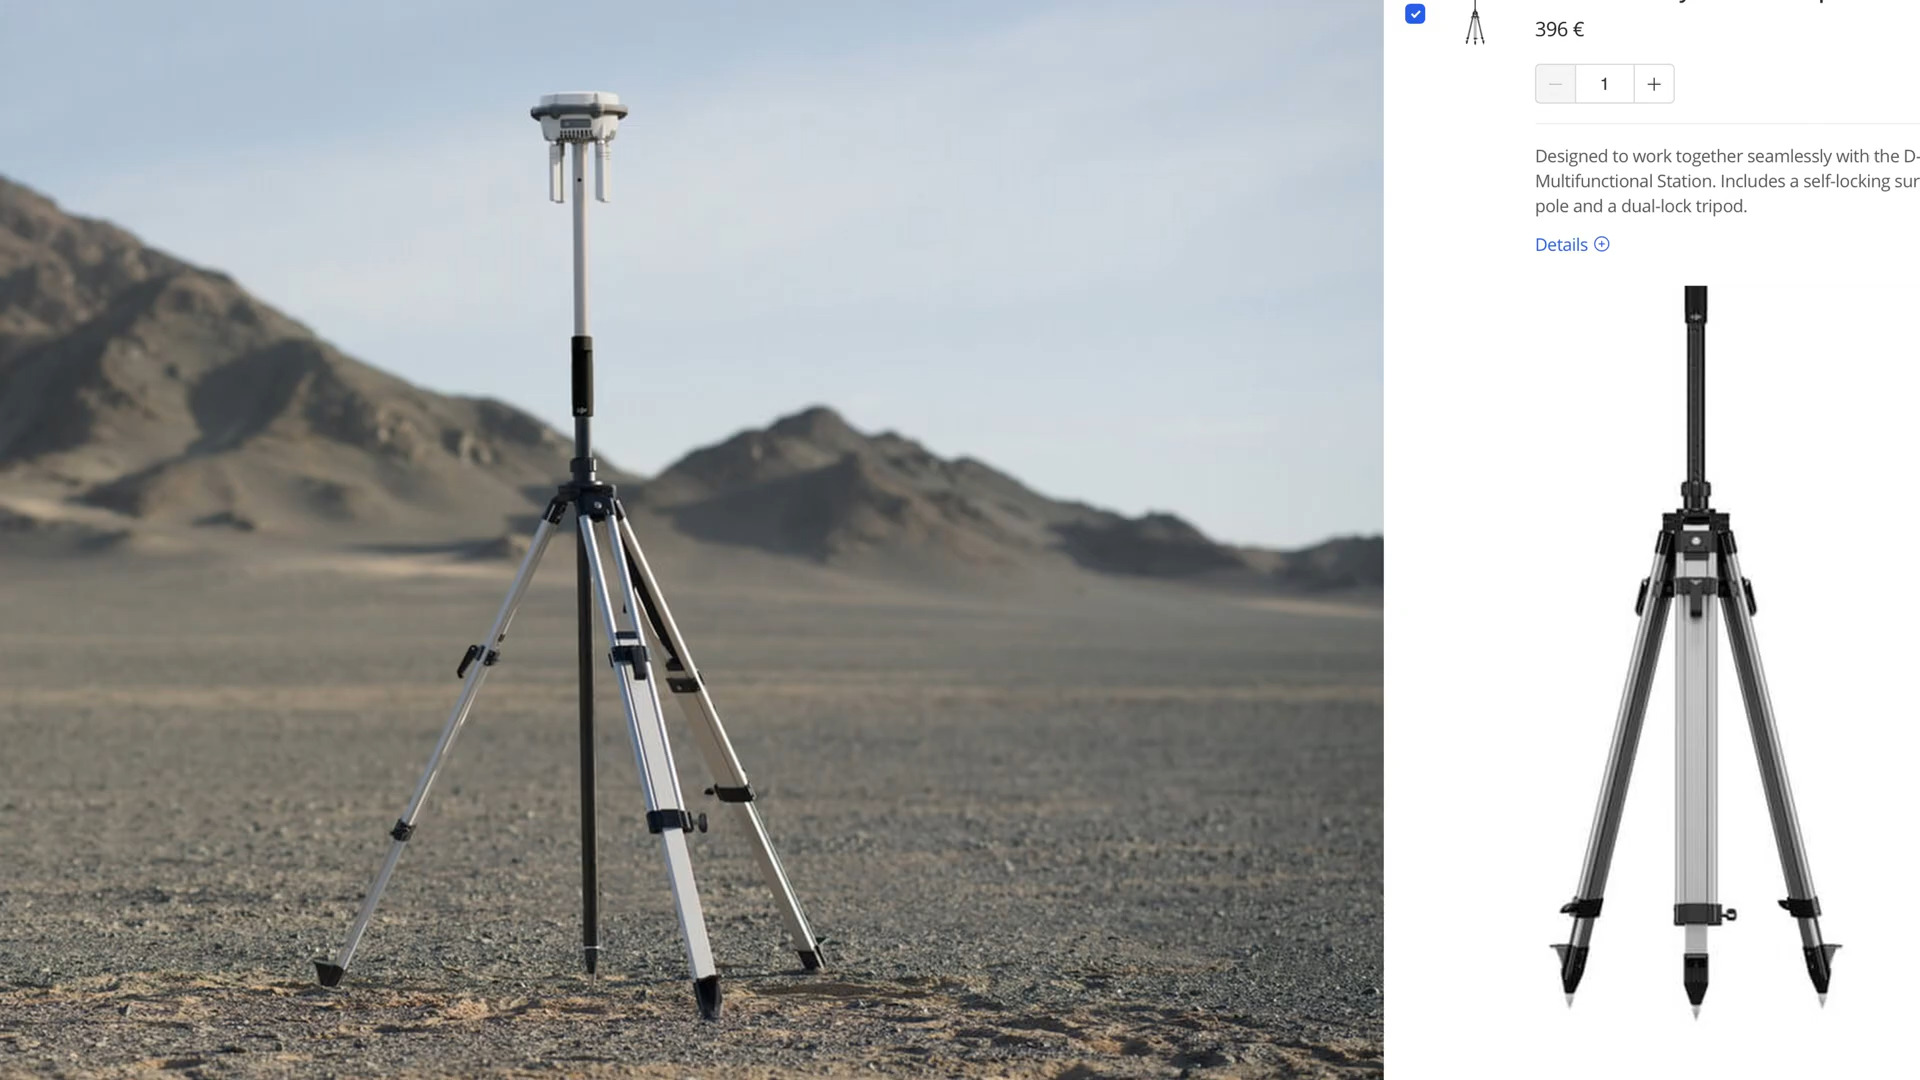 396 €
1
Designed to work together seamlessly with the D-
Multifunctional Station. Includes a self-locking sur
pole and a dual-lock tripod.
Details